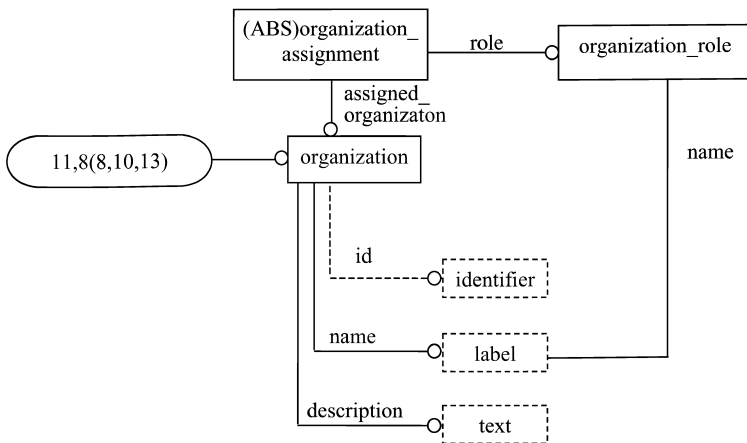 (ABS)organization_
assignment
role
organization_role
assigned_
organizaton
11,8(8,10,13)
organization
name
id
identifier
name
label
description
text